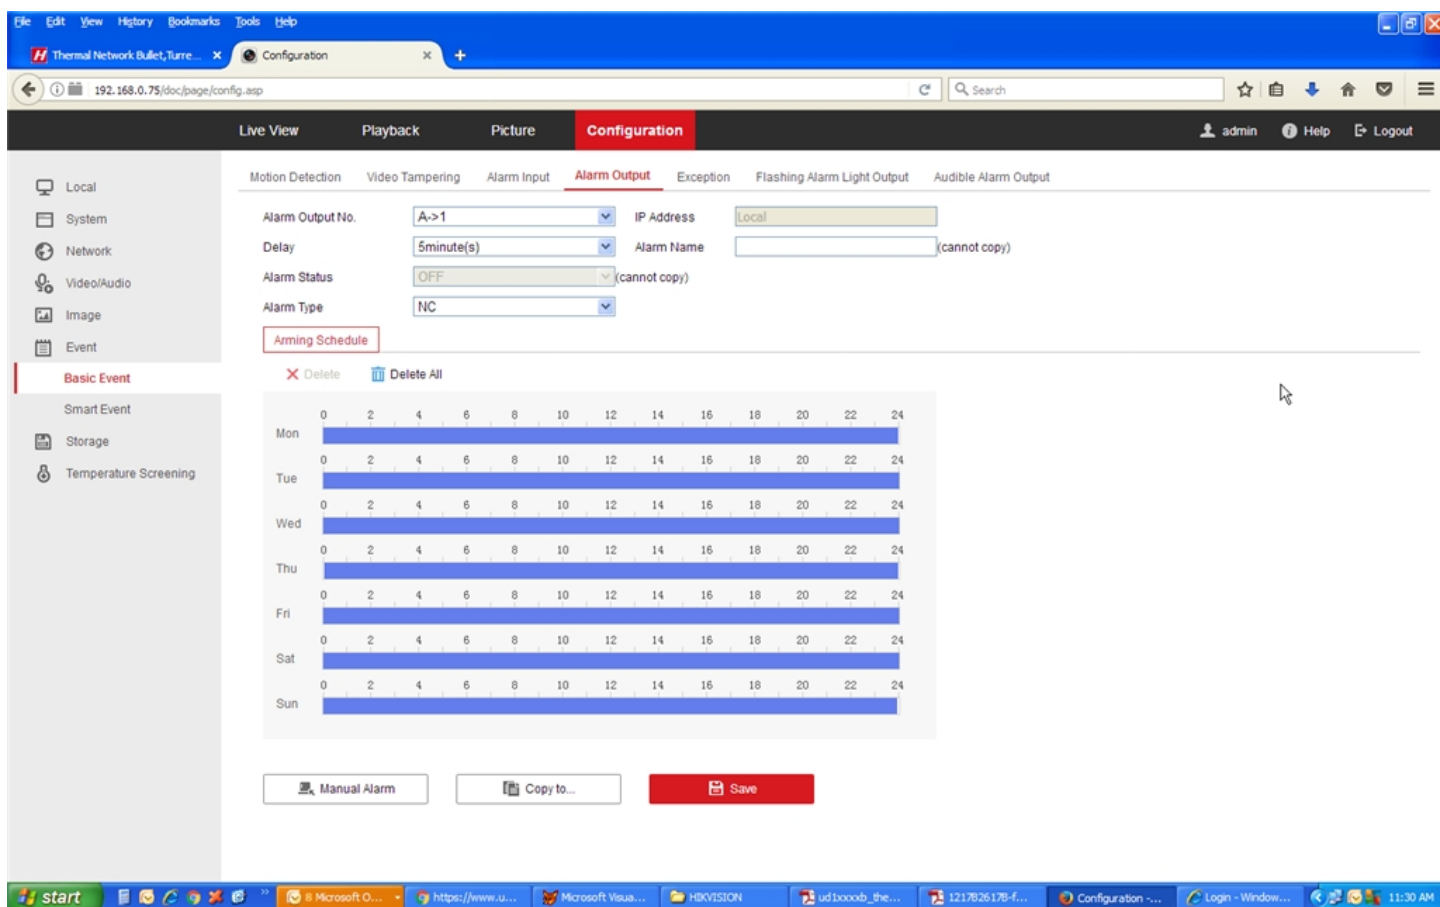 File Edit View History Bookmarks Tools Help
Thermal Network Bullet,Turre... Configuration
192.168.0.75/doc/page/config.asp Search
Live View Playback Picture Configuration admin Help Logout
Motion Detection Video Tampering Alarm Input Alarm Output Exception Flashing Alarm Light Output Audible Alarm Output
Local
System
Network
Video/Audio
Image
Event
Basic Event
Smart Event
Storage
Temperature Screening
Alarm Output No. A->1 IP Address Local
Delay 5minute(s) Alarm Name (cannot copy)
Alarm Status OFF (cannot copy)
Alarm Type NC
Arming Schedule
Delete Delete All
0 2 4 6 8 10 12 14 16 18 20 22 24
Mon
0 2 4 6 8 10 12 14 16 18 20 22 24
Tue
0 2 4 6 8 10 12 14 16 18 20 22 24
Wed
0 2 4 6 8 10 12 14 16 18 20 22 24
Thu
0 2 4 6 8 10 12 14 16 18 20 22 24
Fri
0 2 4 6 8 10 12 14 16 18 20 22 24
Sat
0 2 4 6 8 10 12 14 16 18 20 22 24
Sun
Manual Alarm Copy to... Save
start 8 Microsoft O... https://www.u... Microsoft Visua... HIKVISION ud1xxxxb_the... 1217B2617B-f... Configuration -... Login - Window... 11:30 AM